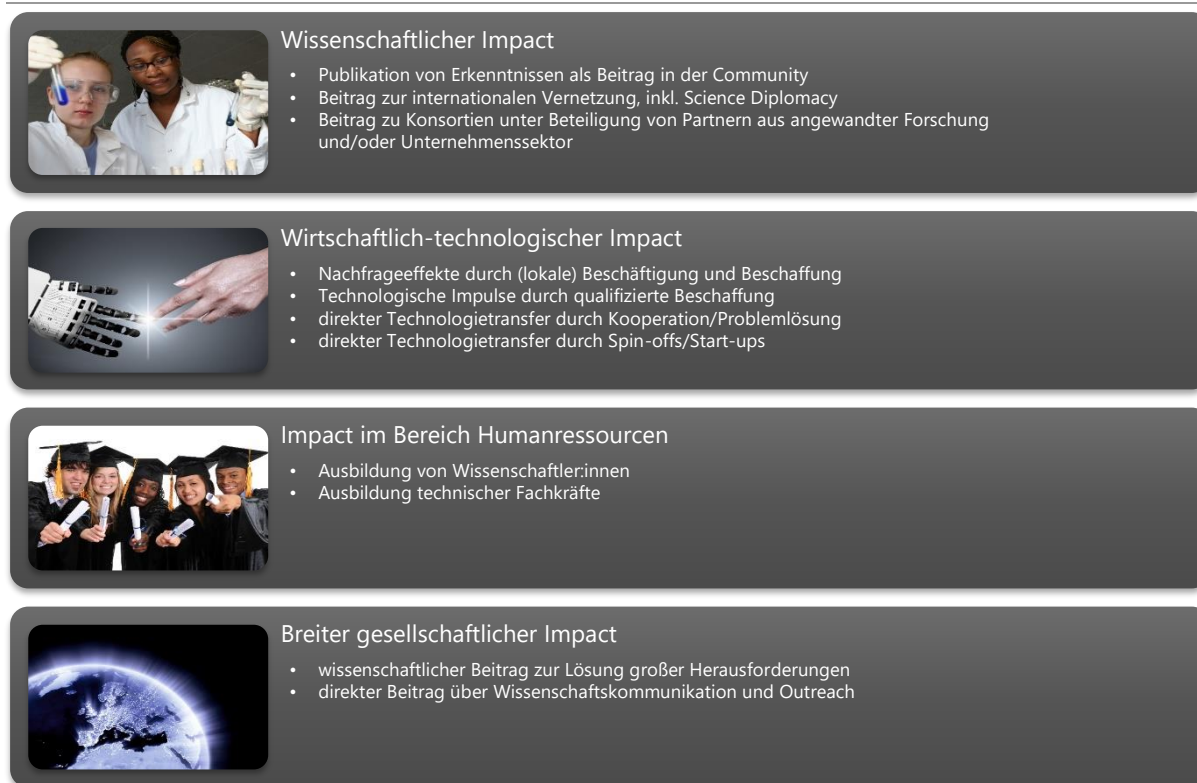 Wissenschaftlicher Impact
• Publikation von Erkenntnissen als Beitrag in der Community
• Beitrag zur internationalen Vernetzung, inkl. Science Diplomacy
• Beitrag zu Konsortien unter Beteiligung von Partnern aus angewandter Forschung
und/oder Unternehmenssektor
Wirtschaftlich-technologischer Impact
• Nachfrageeffekte durch (lokale) Beschäftigung und Beschaffung
• Technologische Impulse durch qualifizierte Beschaffung
• direkter Technologietransfer durch Kooperation/Problemlösung
• direkter Technologietransfer durch Spin-offs/Start-ups
Impact im Bereich Humanressourcen
• Ausbildung von Wissenschaftler:innen
• Ausbildung technischer Fachkräfte
Breiter gesellschaftlicher Impact
• wissenschaftlicher Beitrag zur Lösung großer Herausforderungen
• direkter Beitrag über Wissenschaftskommunikation und Outreach